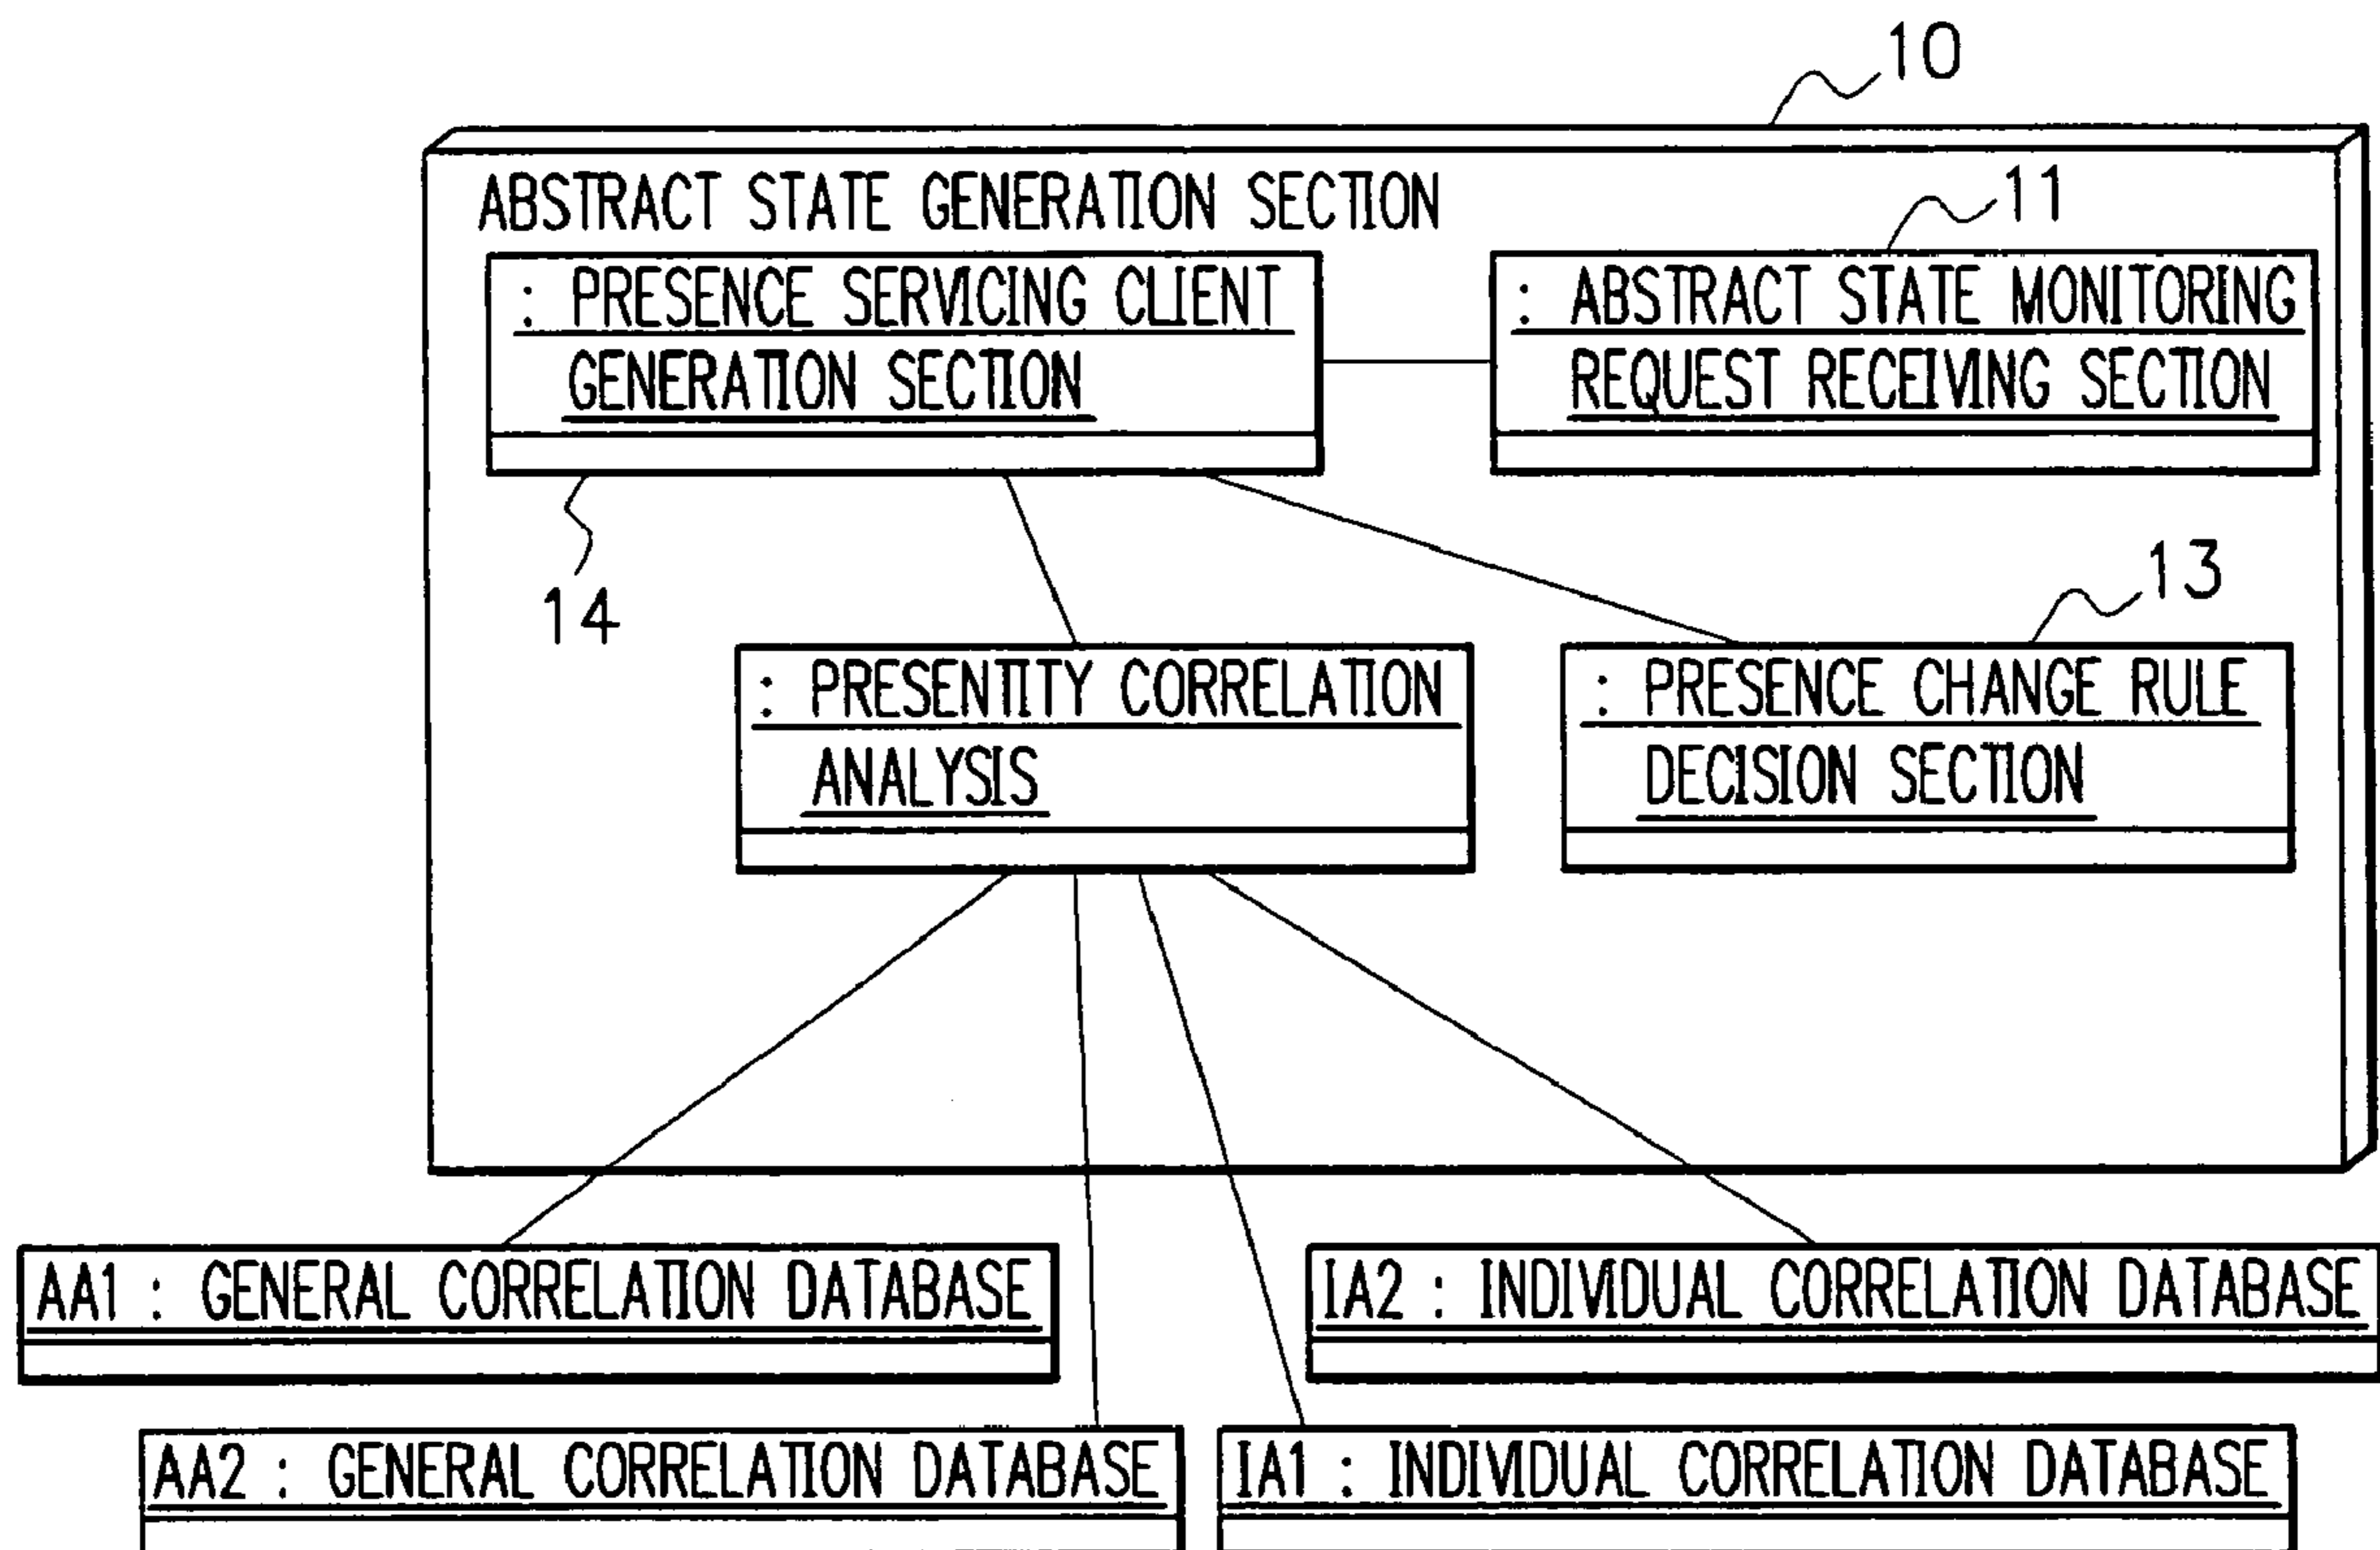 10
ABSTRACT STATE GENERATION SECTION
11
: PRESENCE SERVICING CLIENT
GENERATION SECTION
: ABSTRACT STATE MONITORING
REQUEST RECEIVING SECTION
14
13
: PRESENTITY CORRELATION
ANALYSIS
: PRESENCE CHANGE RULE
DECISION SECTION
AA1 : GENERAL CORRELATION DATABASE
IA2 : INDIVIDUAL CORRELATION DATABASE
AA2 : GENERAL CORRELATION DATABASE
IA1 : INDIVIDUAL CORRELATION DATABASE